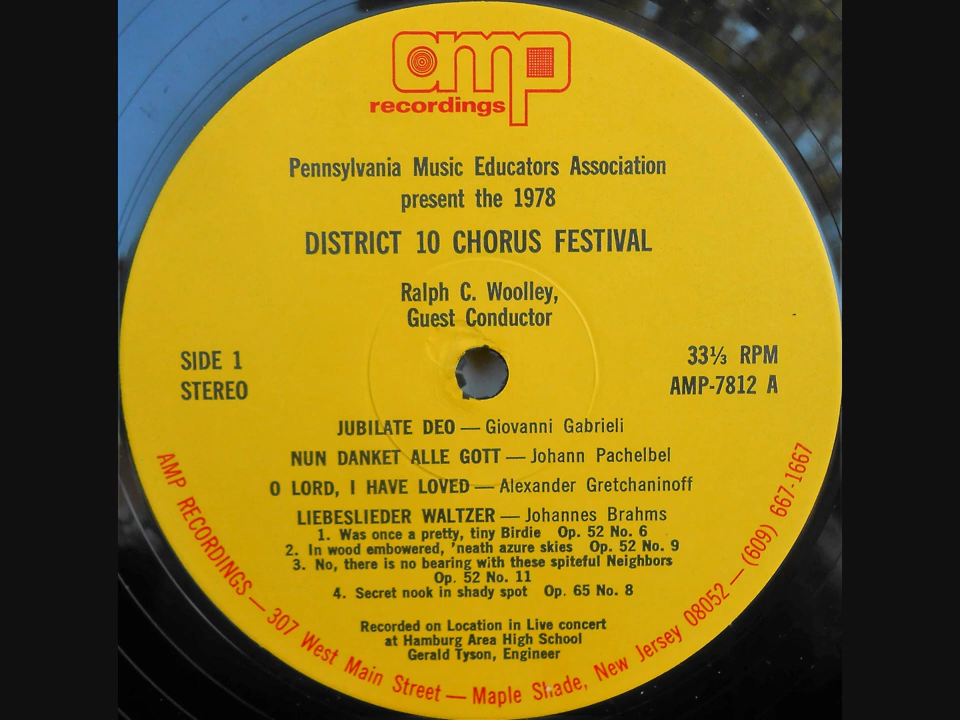 amp
recordings
Pennsylvania Music Educators Association
present the 1978
DISTRICT 10 CHORUS FESTIVAL
Ralph C. Woolley,
Guest Conductor
SIDE 1
STEREO
33⅓ RPM
AMP-7812 A
JUBILATE DEO — Giovanni Gabrieli
NUN DANKET ALLE GOTT — Johann Pachelbel
O LORD, I HAVE LOVED — Alexander Gretchaninoff
LIEBESLIEDER WALTZER — Johannes Brahms
1. Was once a pretty, tiny Birdie Op. 52 No. 6
2. In wood embowered, 'neath azure skies Op. 52 No. 9
3. No, there is no bearing with these spiteful Neighbors
Op. 52 No. 11
4. Secret nook in shady spot Op. 65 No. 8
Recorded on Location in Live concert
at Hamburg Area High School
Gerald Tyson, Engineer
AMP RECORDINGS — 307 West Main Street — Maple Shade, New Jersey 08052 — (609) 667-1667